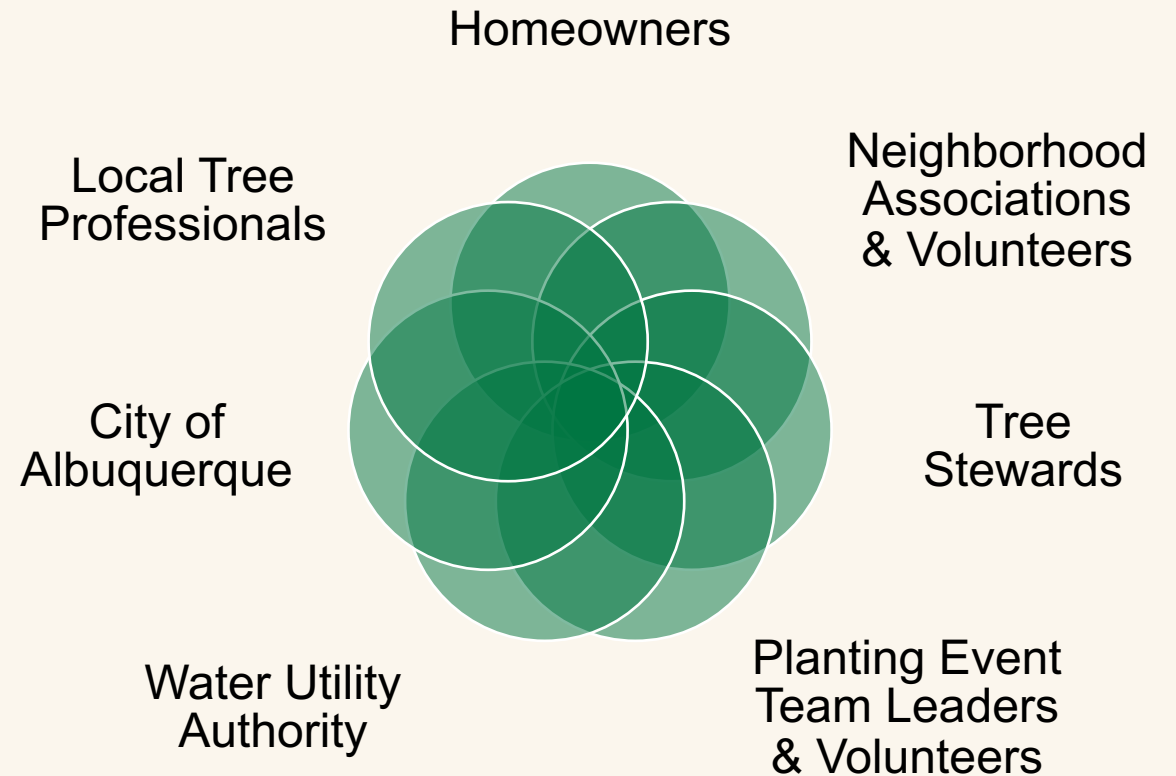 Homeowners
Neighborhood
Associations
& Volunteers
Tree
Stewards
Planting Event
Team Leaders
& Volunteers
Water Utility
Authority
City of
Albuquerque
Local Tree
Professionals